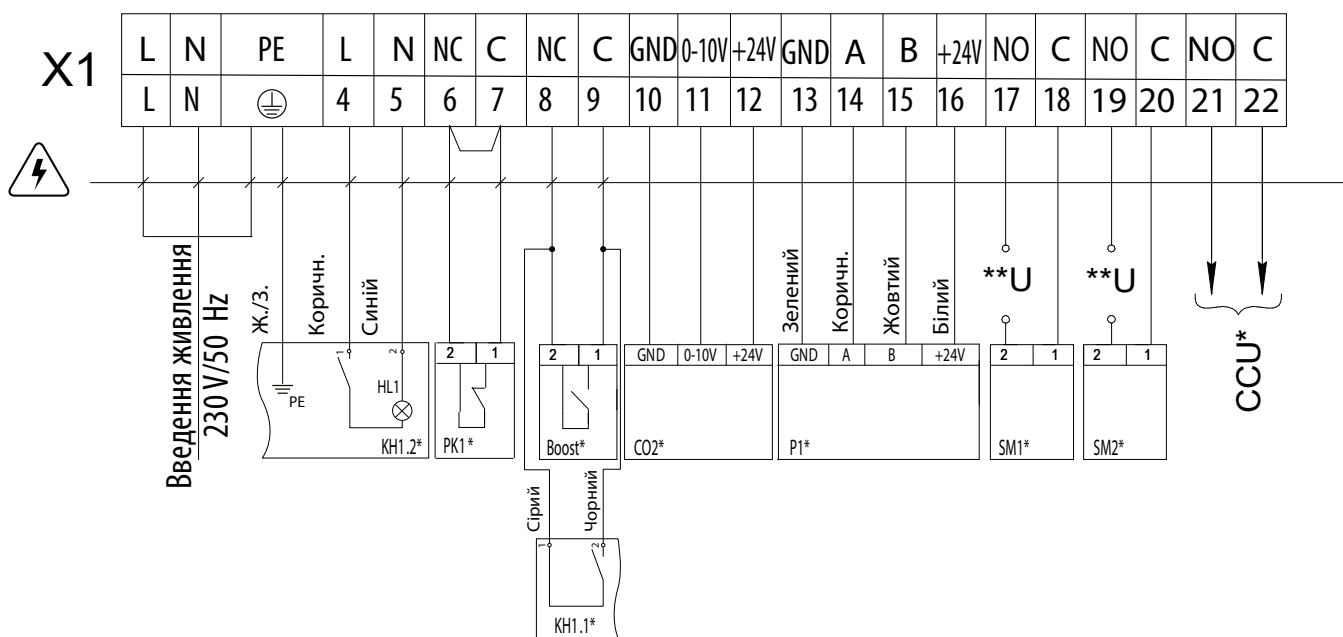 X1
L N PE L N NC C NC C GND 0-10V +24V GND A B +24V NO C NO C NO C
L N 4 5 6 7 8 9 10 11 12 13 14 15 16 17 18 19 20 21 22
Введення живлення
230 V/50 Hz
Ж./З.
Коричн.
Синій
Зелений
Коричн.
Жовтий
Білий
**U
**U
CCU*
1 2
2 1
2 1
GND 0-10V +24V
GND A B +24V
2 1
2 1
PE
HL1
KH1.2*
PK1*
Boost*
CO2*
P1*
SM1*
SM2*
Сірий
Чорний
1 2
KH1.1*